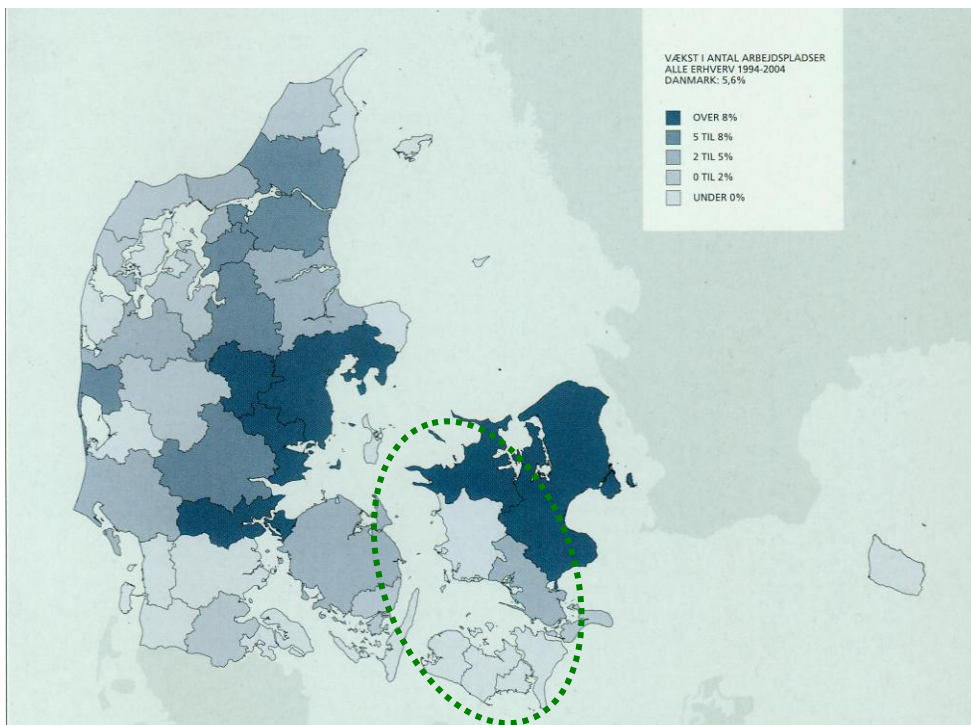 VÆKST I ANTAL ARBEJDSPLADSER
ALLE ERHVERV 1994-2004
DANMARK: 5,6%
OVER 8%
5 TIL 8%
2 TIL 5%
0 TIL 2%
UNDER 0%